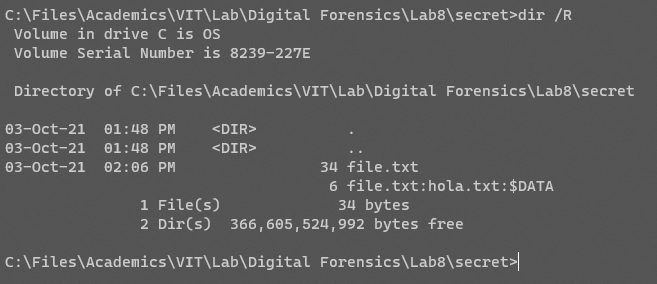 C:\Files\Academics\VIT\Lab\Digital Forensics\Lab8\secret>dir /R
 Volume in drive C is OS
 Volume Serial Number is 8239-227E
 Directory of C:\Files\Academics\VIT\Lab\Digital Forensics\Lab8\secret
03-Oct-21  01:48 PM    <DIR>          .
03-Oct-21  01:48 PM    <DIR>          ..
03-Oct-21  02:06 PM                34 file.txt
                                    6 file.txt:hola.txt:$DATA
               1 File(s)             34 bytes
               2 Dir(s)  366,605,524,992 bytes free
C:\Files\Academics\VIT\Lab\Digital Forensics\Lab8\secret>